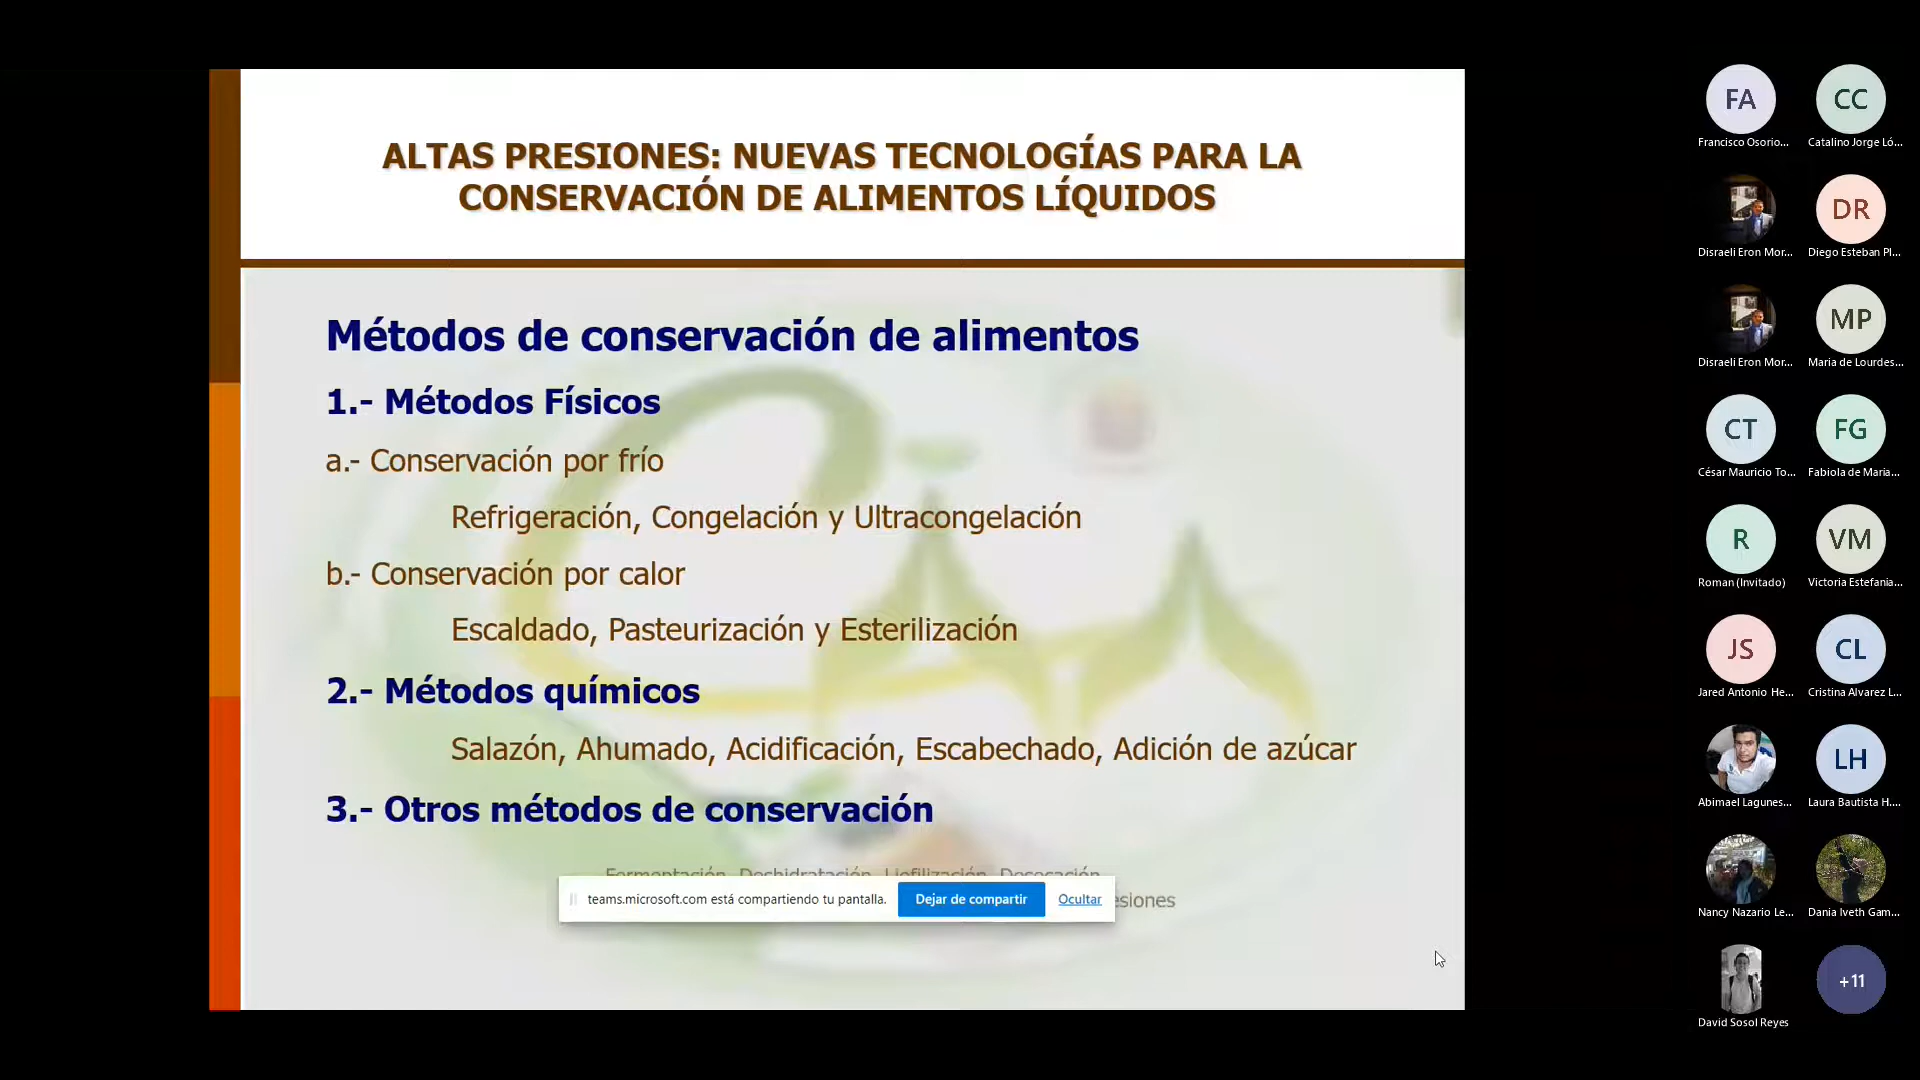 ALTAS PRESIONES: NUEVAS TECNOLOGÍAS PARA LA
CONSERVACIÓN DE ALIMENTOS LÍQUIDOS
Métodos de conservación de alimentos
1.- Métodos Físicos
a.- Conservación por frío
Refrigeración, Congelación y Ultracongelación
b.- Conservación por calor
Escaldado, Pasteurización y Esterilización
2.- Métodos químicos
Salazón, Ahumado, Acidificación, Escabechado, Adición de azúcar
3.- Otros métodos de conservación
Fermentación, Deshidratación, Liofilización, Desecación,
esiones
teams.microsoft.com está compartiendo tu pantalla.
Dejar de compartir
Ocultar
FA
Francisco Osorio...
CC
Catalino Jorge Ló...
Disraeli Eron Mor...
DR
Diego Esteban Pl...
Disraeli Eron Mor...
MP
Maria de Lourdes...
CT
César Mauricio To...
FG
Fabiola de Maria...
R
Roman (Invitado)
VM
Victoria Estefania...
JS
Jared Antonio He...
CL
Cristina Alvarez L...
Abimael Lagunes...
LH
Laura Bautista H....
Nancy Nazario Le...
Dania Iveth Gam...
David Sosol Reyes
+11